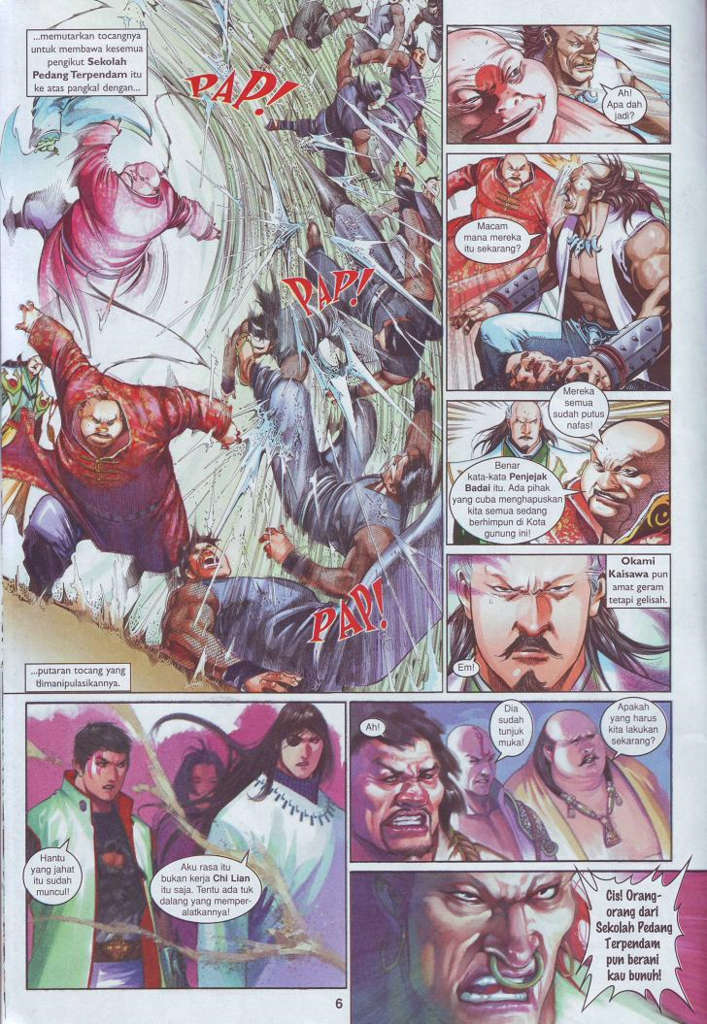 ...memutarkan tocangnya
untuk membawa kesemua
pengikut Sekolah
Pedang Terpendam itu
ke atas pangkal dengan...
PAP!
PAP!
PAP!
...putaran tocang yang
dimanipulasikannya.
Ah!
Apa dah
jadi?
Macam
mana mereka
itu sekarang?
Mereka
semua
sudah putus
nafas!
Benar
kata-kata Penjejak
Badai itu. Ada pihak
yang cuba menghapuskan
kita semua sedang
berhimpun di Kota
gunung ini!
Okami
Kaisawa pun
amat geram
tetapi gelisah.
Em!
Hantu
yang jahat
itu sudah
muncul!
Aku rasa itu
bukan kerja Chi Lian
itu saja. Tentu ada tuk
dalang yang memper-
alatkannya!
Ah!
Dia
sudah
tunjuk
muka!
Apakah
yang harus
kita lakukan
sekarang?
Cis! Orang-
orang dari
Sekolah Pedang
Terpendam
pun berani
kau bunuh!
6